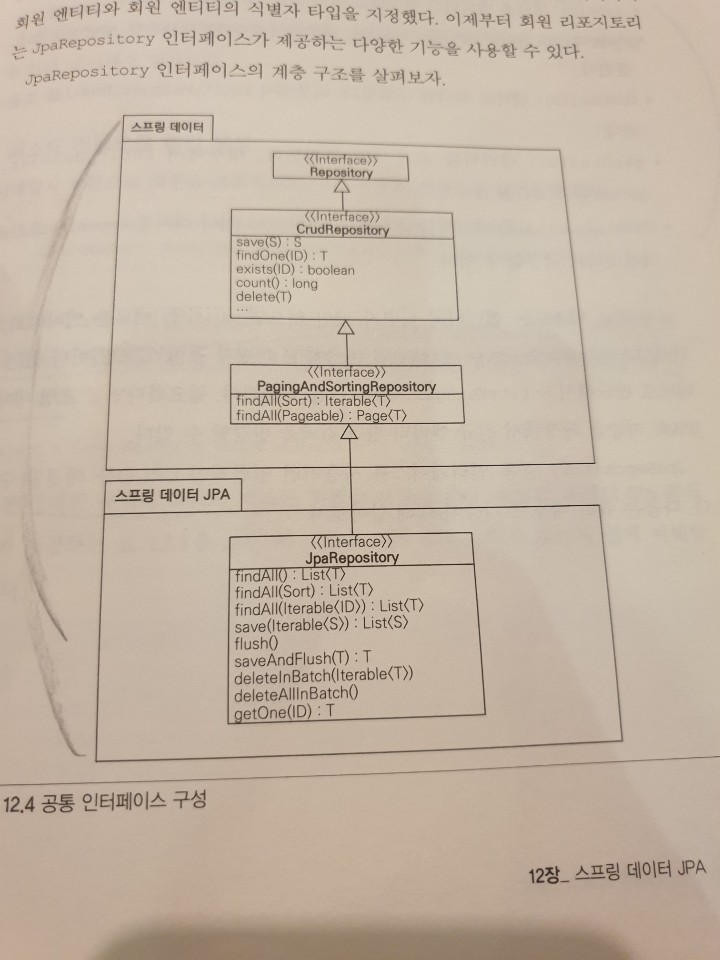 회원 엔티티와 회원 엔티티의 식별자 타입을 지정했다. 이제부터 회원 리포지토리
는 JpaRepository 인터페이스가 제공하는 다양한 기능을 사용할 수 있다.
JpaRepository 인터페이스의 계층 구조를 살펴보자.
스프링 데이터
<<Interface>>
Repository
<<Interface>>
CrudRepository
save(S) : S
findOne(ID) : T
exists(ID) : boolean
count() : long
delete(T)
...
<<Interface>>
PagingAndSortingRepository
findAll(Sort) : Iterable<T>
findAll(Pageable) : Page<T>
스프링 데이터 JPA
<<Interface>>
JpaRepository
findAll() : List<T>
findAll(Sort) : List<T>
findAll(Iterable<ID>) : List<T>
save(Iterable<S>) : List<S>
flush()
saveAndFlush(T) : T
deleteInBatch(Iterable<T>)
deleteAllInBatch()
getOne(ID) : T
12.4 공통 인터페이스 구성
12장_ 스프링 데이터 JPA